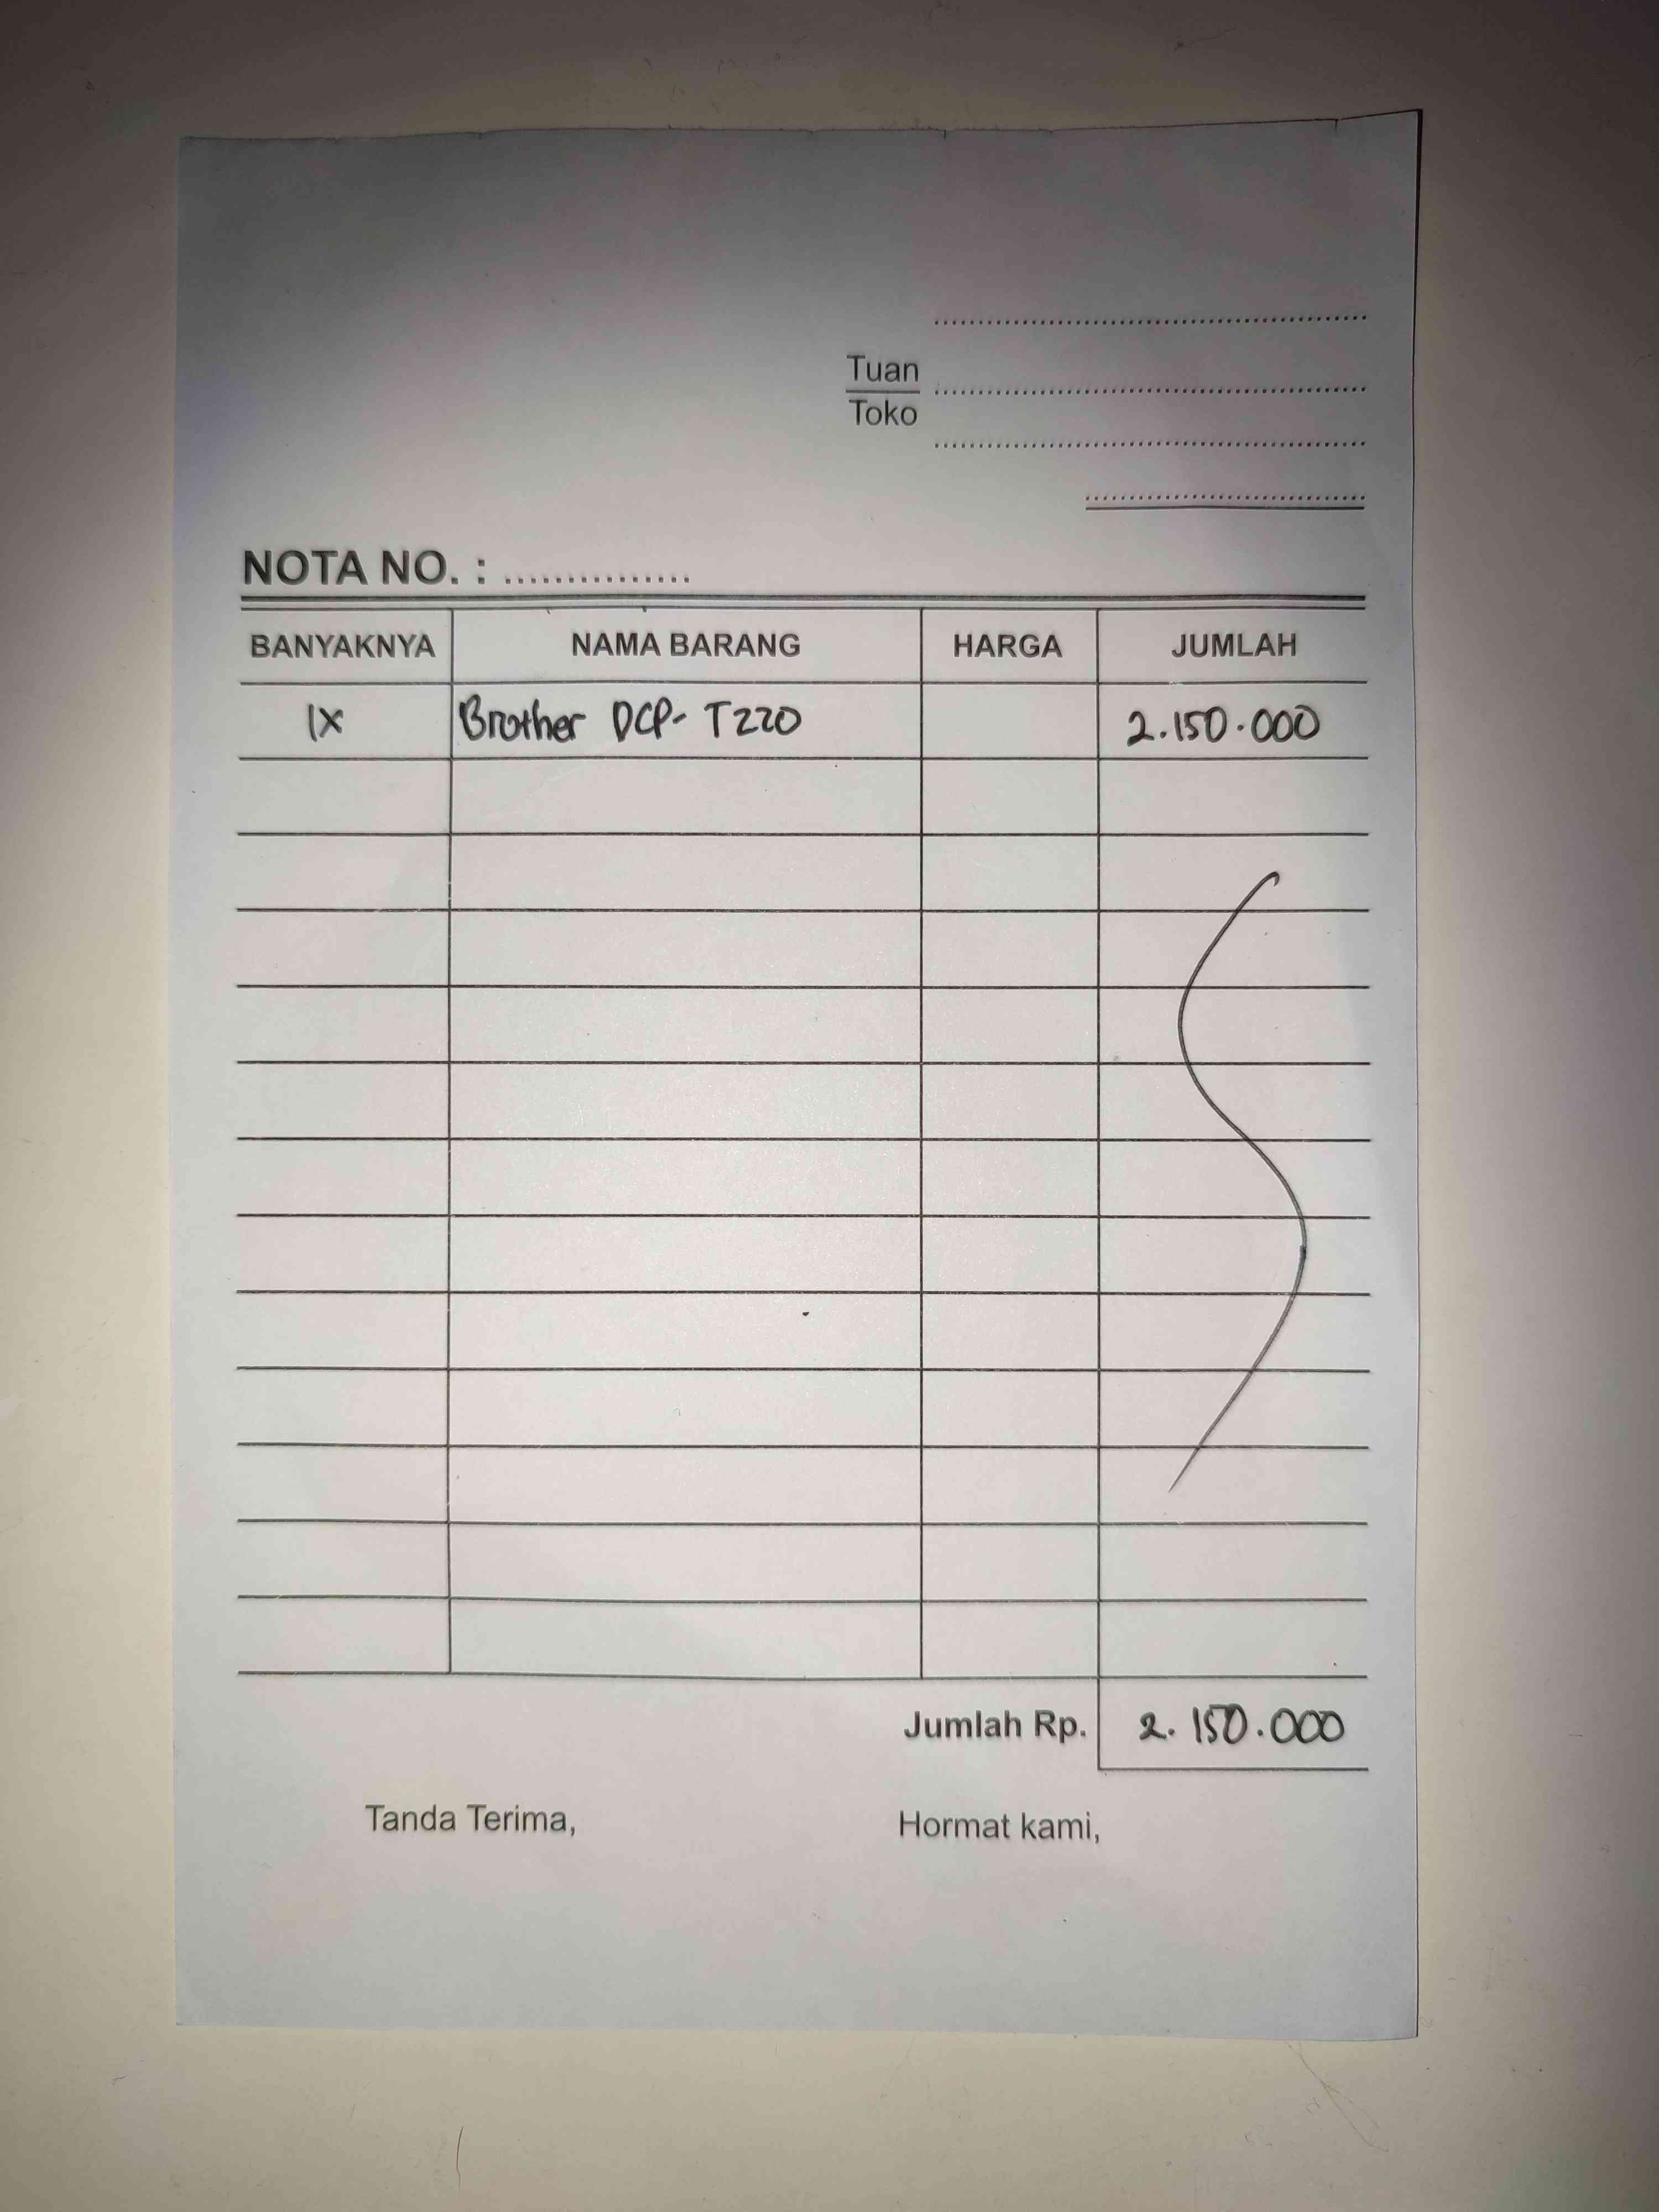 Tuan
Toko
NOTA NO. : ...............
BANYAKNYA NAMA BARANG HARGA JUMLAH
1X Brother DCP- T220 2.150.000
Jumlah Rp. 2.150.000
Tanda Terima, Hormat kami,